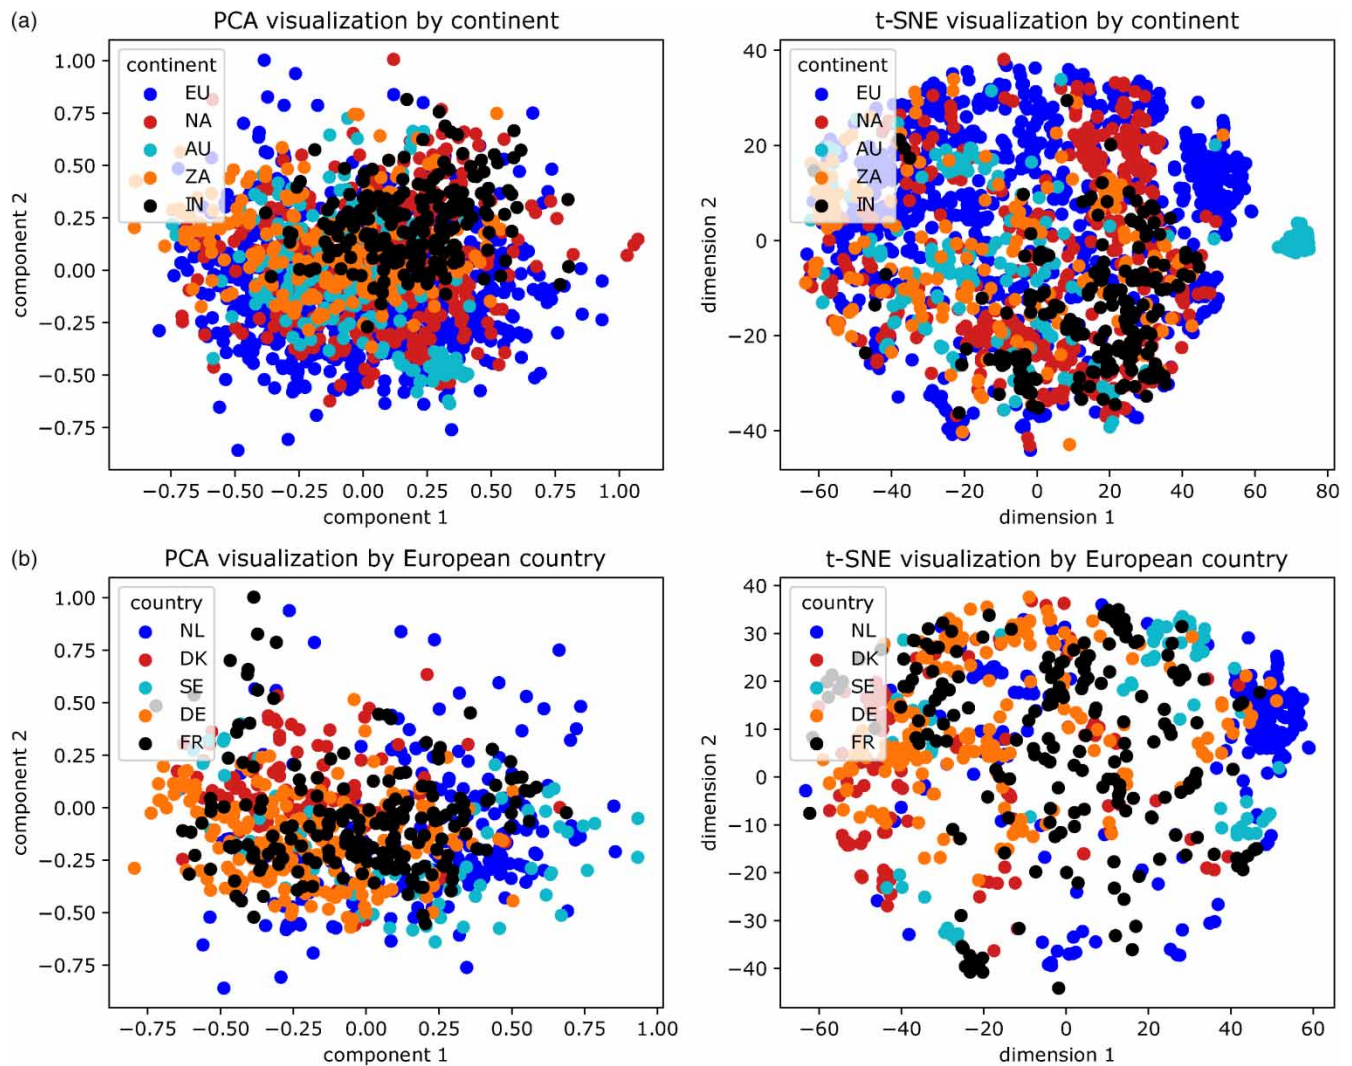 (a)
PCA visualization by continent
continent
EU
NA
AU
ZA
IN
1.00
0.75
0.50
0.25
0.00
−0.25
−0.50
−0.75
component 2
−0.75 −0.50 −0.25 0.00 0.25 0.50 0.75 1.00
component 1
t-SNE visualization by continent
continent
EU
NA
AU
ZA
IN
40
20
0
−20
−40
dimension 2
−60 −40 −20 0 20 40 60 80
dimension 1
(b)
PCA visualization by European country
country
NL
DK
SE
DE
FR
1.00
0.75
0.50
0.25
0.00
−0.25
−0.50
−0.75
component 2
−0.75 −0.50 −0.25 0.00 0.25 0.50 0.75 1.00
component 1
t-SNE visualization by European country
country
NL
DK
SE
DE
FR
40
30
20
10
0
−10
−20
−30
−40
dimension 2
−60 −40 −20 0 20 40 60
dimension 1